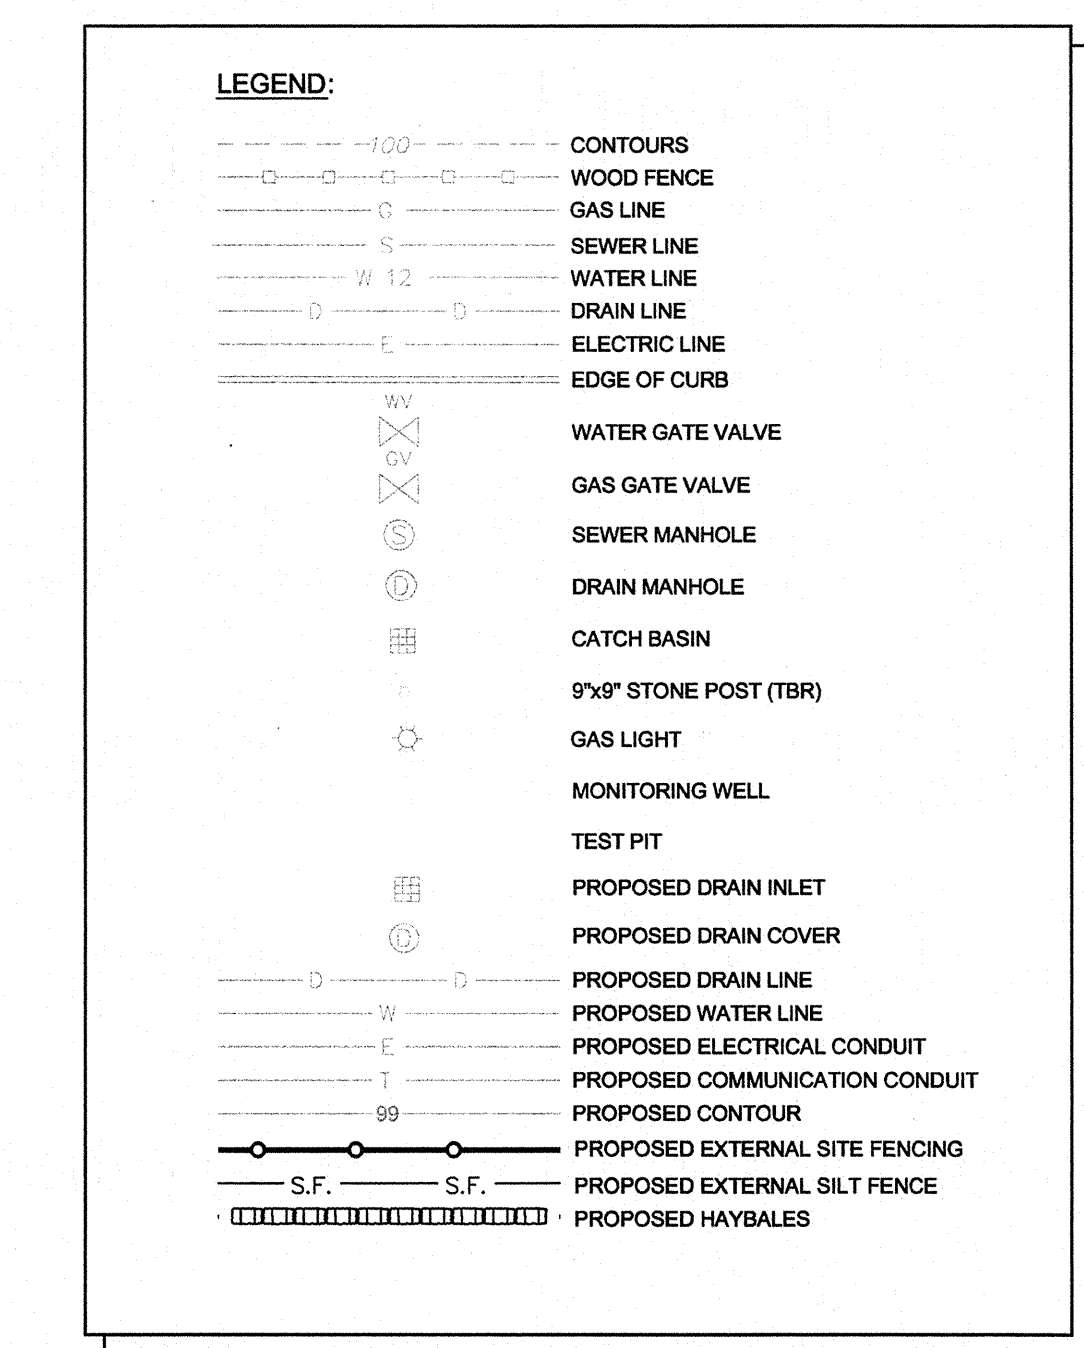 LEGEND:
100 CONTOURS
WOOD FENCE
G GAS LINE
S SEWER LINE
W 12 WATER LINE
D D DRAIN LINE
E ELECTRIC LINE
EDGE OF CURB
WV
WATER GATE VALVE
GV
GAS GATE VALVE
S SEWER MANHOLE
D DRAIN MANHOLE
CATCH BASIN
9"x9" STONE POST (TBR)
GAS LIGHT
MONITORING WELL
TEST PIT
PROPOSED DRAIN INLET
D PROPOSED DRAIN COVER
D D PROPOSED DRAIN LINE
W PROPOSED WATER LINE
E PROPOSED ELECTRICAL CONDUIT
T PROPOSED COMMUNICATION CONDUIT
99 PROPOSED CONTOUR
PROPOSED EXTERNAL SITE FENCING
S.F. S.F. PROPOSED EXTERNAL SILT FENCE
PROPOSED HAYBALES